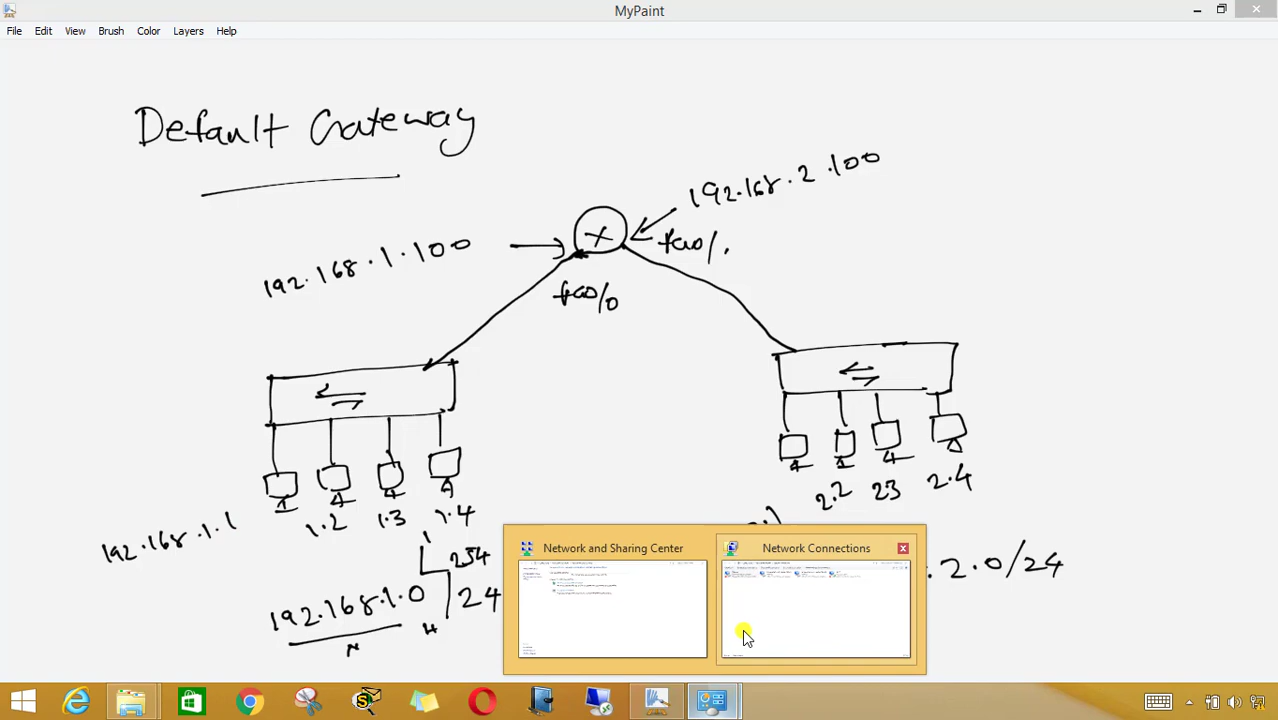 MyPaint
File Edit View Brush Color Layers Help
Default Gateway
192.168.2.100
192.168.1.100
fa0/0
192.168.1.1
1.2
1.3
1.4
2.2
23
2.4
1
254
192.168.1.0
24
N
H
.2.0/24
Network and Sharing Center
Network Connections